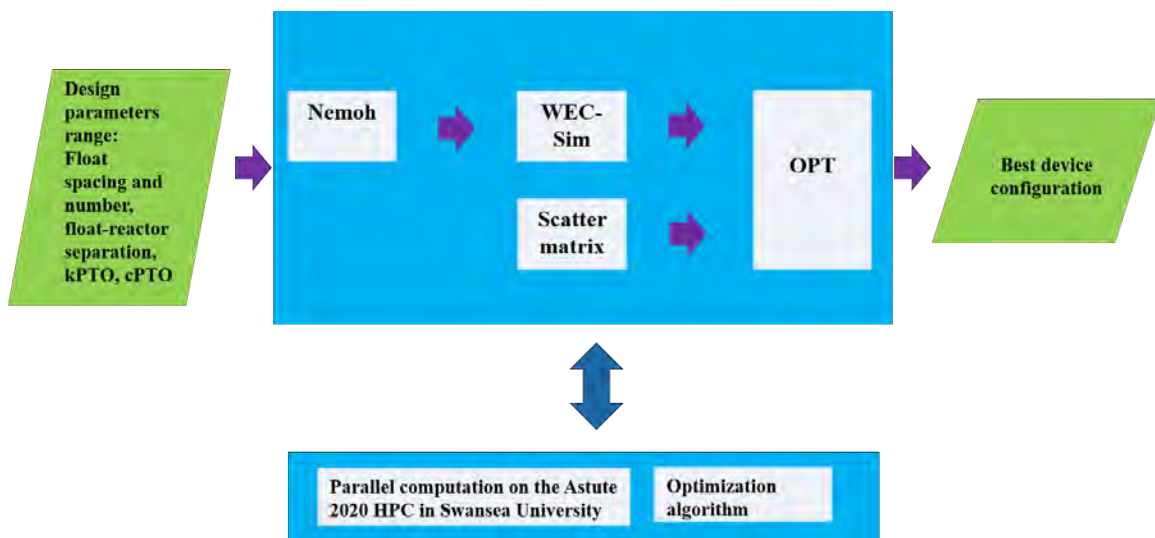 Design
parameters
range:
Float
spacing and
number,
float-reactor
separation,
kPTO, cPTO
Nemoh
WEC-
Sim
Scatter
matrix
OPT
Best device
configuration
Parallel computation on the Astute
2020 HPC in Swansea University
Optimization
algorithm